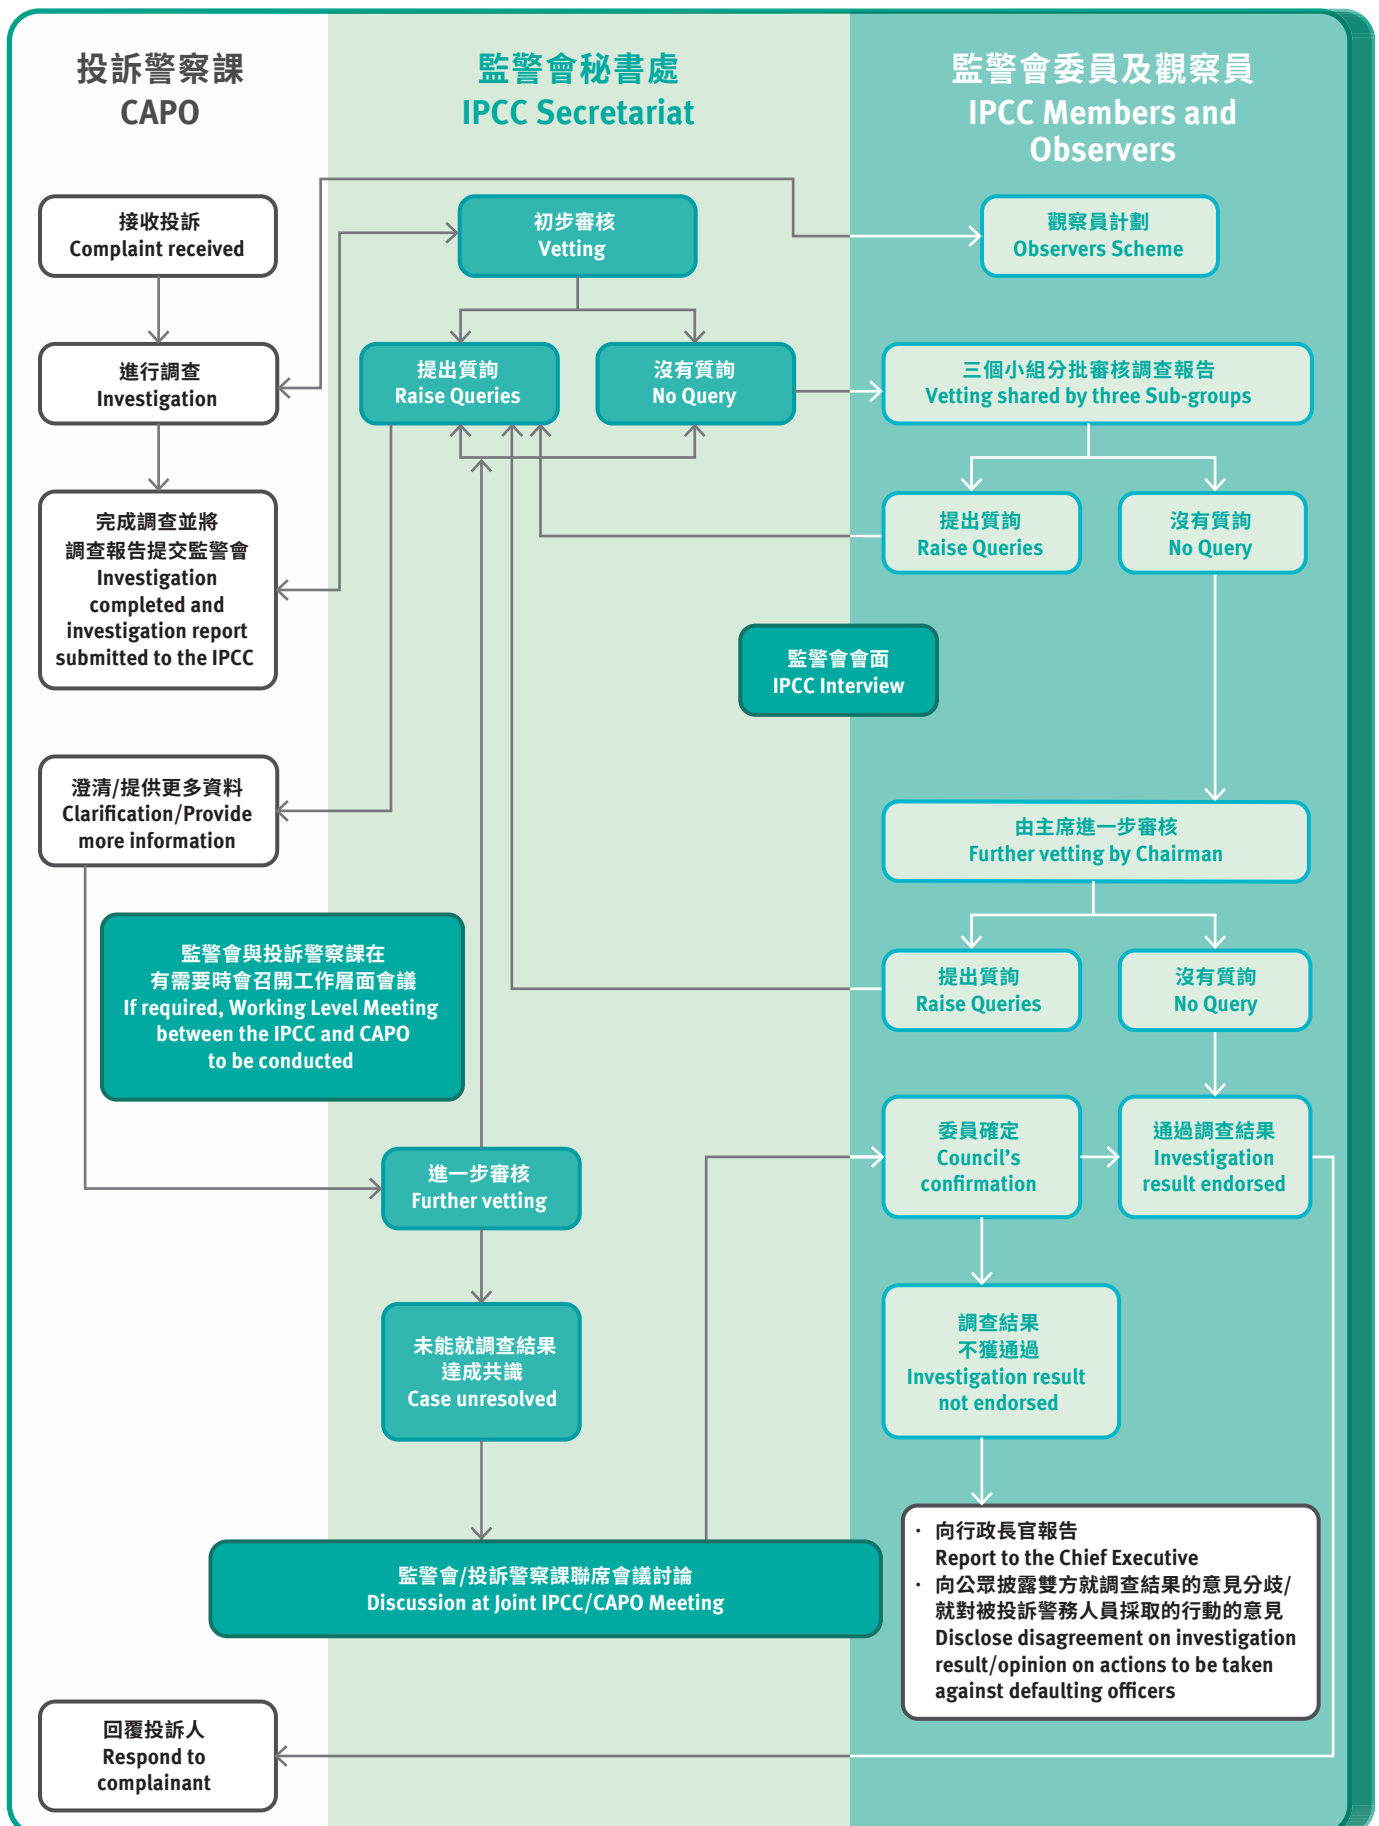 投訴警察課
CAPO
監警會秘書處
IPCC Secretariat
監警會委員及觀察員
IPCC Members and
Observers
接收投訴
Complaint received
初步審核
Vetting
觀察員計劃
Observers Scheme
進行調查
Investigation
提出質詢
Raise Queries
沒有質詢
No Query
三個小組分批審核調查報告
Vetting shared by three Sub-groups
完成調查並將
調查報告提交監警會
Investigation
completed and
investigation report
submitted to the IPCC
提出質詢
Raise Queries
沒有質詢
No Query
監警會會面
IPCC Interview
澄清/提供更多資料
Clarification/Provide
more information
由主席進一步審核
Further vetting by Chairman
監警會與投訴警察課在
有需要時會召開工作層面會議
If required, Working Level Meeting
between the IPCC and CAPO
to be conducted
提出質詢
Raise Queries
沒有質詢
No Query
進一步審核
Further vetting
委員確定
Council's
confirmation
通過調查結果
Investigation
result endorsed
未能就調查結果
達成共識
Case unresolved
調查結果
不獲通過
Investigation result
not endorsed
監警會/投訴警察課聯席會議討論
Discussion at Joint IPCC/CAPO Meeting
· 向行政長官報告
Report to the Chief Executive
· 向公眾披露雙方就調查結果的意見分歧/
就對被投訴警務人員採取的行動的意見
Disclose disagreement on investigation
result/opinion on actions to be taken
against defaulting officers
回覆投訴人
Respond to
complainant